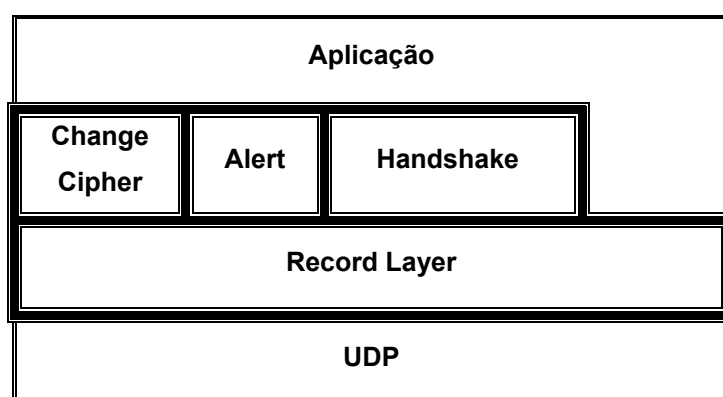 Aplicação
Change
Cipher
Alert
Handshake
Record Layer
UDP